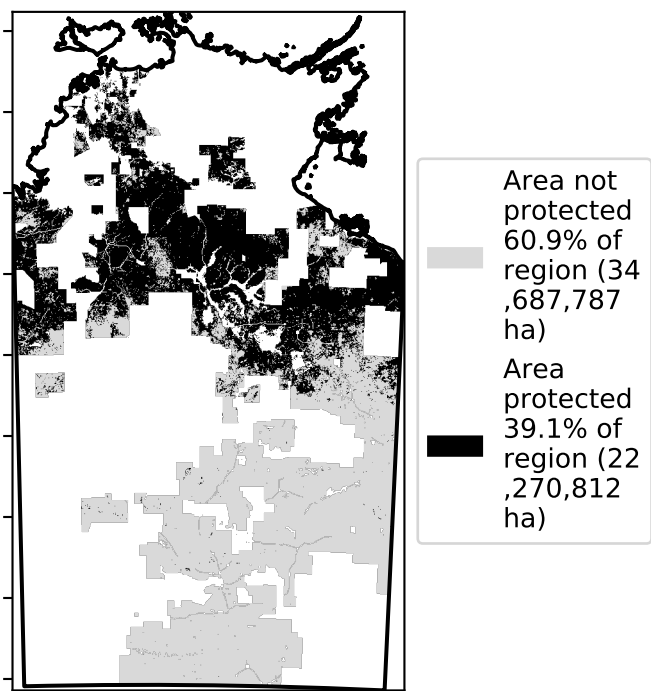 Area not
protected
60.9% of
region (34
,687,787
ha)
Area
protected
39.1% of
region (22
,270,812
ha)